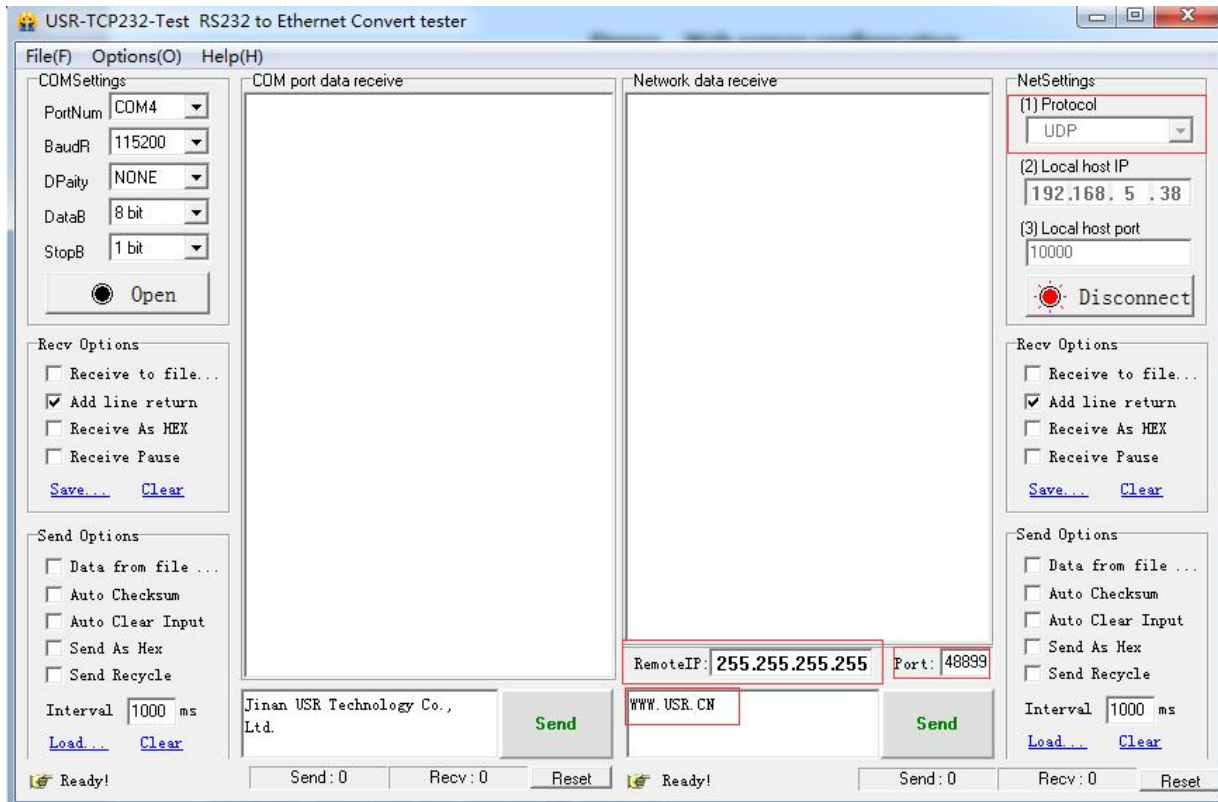 USR-TCP232-Test RS232 to Ethernet Convert tester
File(F) Options(O) Help(H)
COMSettings
PortNum COM4
BaudR 115200
DPaity NONE
DataB 8 bit
StopB 1 bit
Open
Recv Options
Receive to file...
Add line return
Receive As HEX
Receive Pause
Save... Clear
Send Options
Data from file ...
Auto Checksum
Auto Clear Input
Send As Hex
Send Recycle
Interval 1000 ms
Load... Clear
COM port data receive
Jinan USR Technology Co.,
Ltd.
Send
Network data receive
RemoteIP: 255.255.255.255 Port: 48899
WWW.USR.CN
Send
NetSettings
(1) Protocol
UDP
(2) Local host IP
192.168. 5 .38
(3) Local host port
10000
Disconnect
Recv Options
Receive to file...
Add line return
Receive As HEX
Receive Pause
Save... Clear
Send Options
Data from file ...
Auto Checksum
Auto Clear Input
Send As Hex
Send Recycle
Interval 1000 ms
Load... Clear
Ready! Send : 0 Recv : 0 Reset
Ready! Send : 0 Recv : 0 Reset